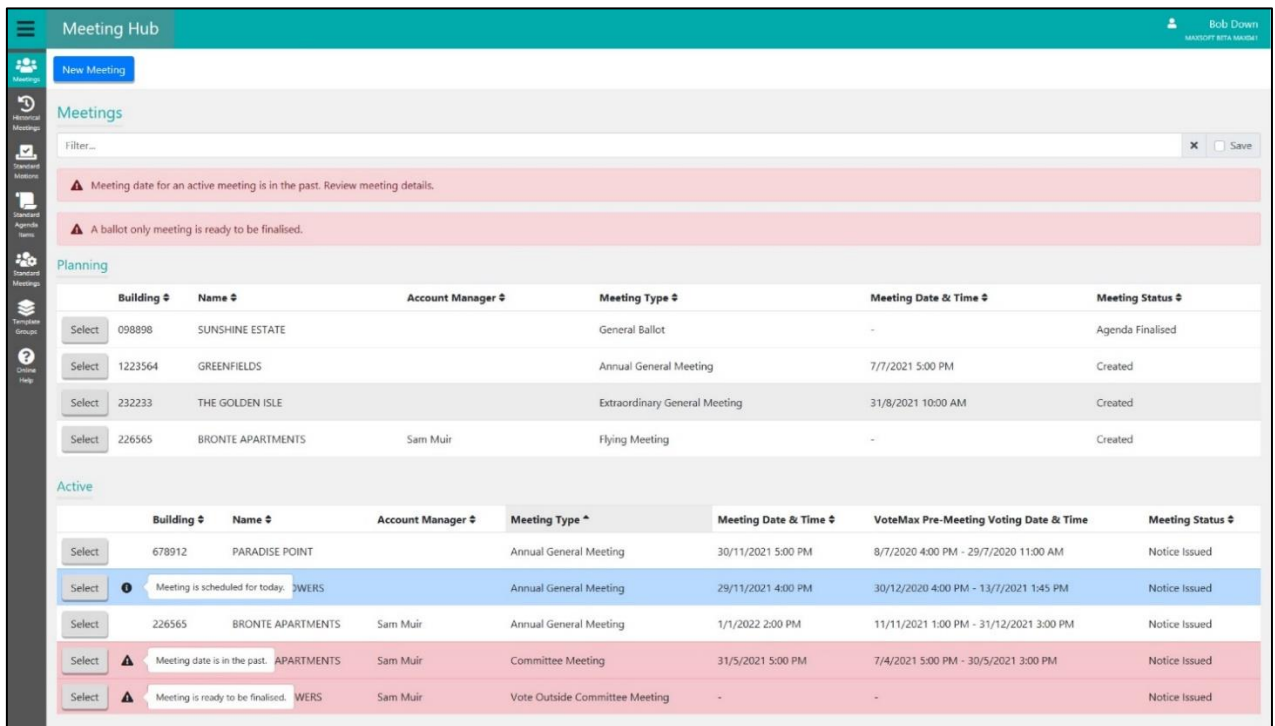 Meeting Hub
Bob Down
MAXSOFT BETA MAX041
Meetings
New Meeting
Historical
Meetings
Standard
Motions
Standard
Agenda
Items
Standard
Meetings
Template
Groups
Online
Help
Meetings
Filter...
Save
Meeting date for an active meeting is in the past. Review meeting details.
A ballot only meeting is ready to be finalised.
Planning
Building Name Account Manager Meeting Type Meeting Date & Time Meeting Status
Select 098898 SUNSHINE ESTATE General Ballot - Agenda Finalised
Select 1223564 GREENFIELDS Annual General Meeting 7/7/2021 5:00 PM Created
Select 232233 THE GOLDEN ISLE Extraordinary General Meeting 31/8/2021 10:00 AM Created
Select 226565 BRONTE APARTMENTS Sam Muir Flying Meeting - Created
Active
Building Name Account Manager Meeting Type Meeting Date & Time VoteMax Pre-Meeting Voting Date & Time Meeting Status
Select 678912 PARADISE POINT Annual General Meeting 30/11/2021 5:00 PM 8/7/2020 4:00 PM - 29/7/2020 11:00 AM Notice Issued
Select Meeting is scheduled for today. OWERS Annual General Meeting 29/11/2021 4:00 PM 30/12/2020 4:00 PM - 13/7/2021 1:45 PM Notice Issued
Select 226565 BRONTE APARTMENTS Sam Muir Annual General Meeting 1/1/2022 2:00 PM 11/11/2021 1:00 PM - 31/12/2021 3:00 PM Notice Issued
Select Meeting date is in the past. APARTMENTS Sam Muir Committee Meeting 31/5/2021 5:00 PM 7/4/2021 5:00 PM - 30/5/2021 3:00 PM Notice Issued
Select Meeting is ready to be finalised. WERS Sam Muir Vote Outside Committee Meeting - - Notice Issued